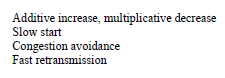 Additive increase, multiplicative decrease
Slow start
Congestion avoidance
Fast retransmission